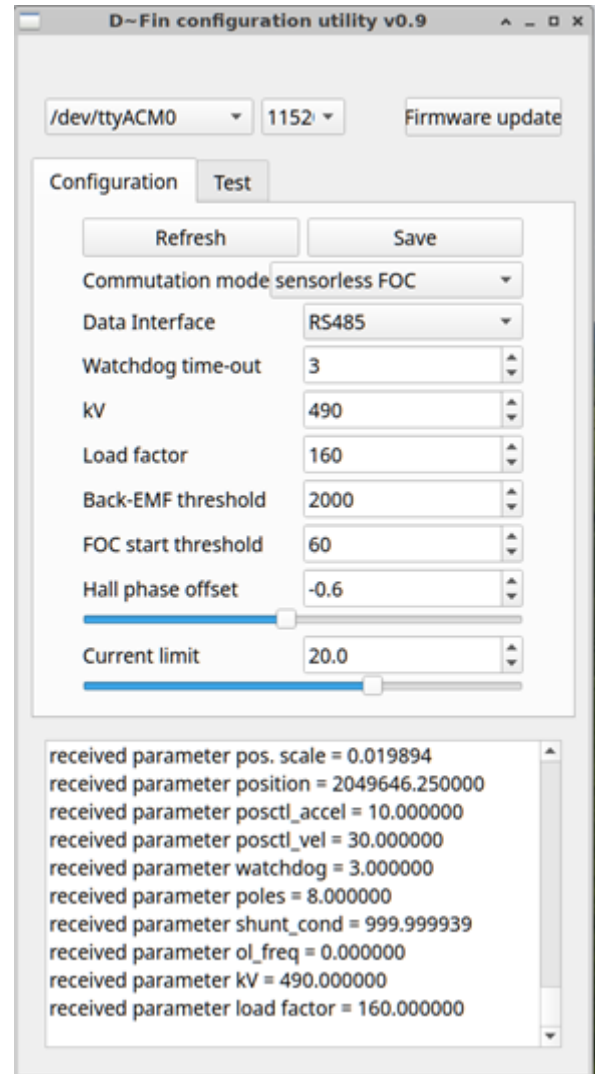 D~Fin configuration utility v0.9
/dev/ttyACM0 1152 Firmware update
Configuration Test
Refresh Save
Commutation mode sensorless FOC
Data Interface RS485
Watchdog time-out 3
kV 490
Load factor 160
Back-EMF threshold 2000
FOC start threshold 60
Hall phase offset -0.6
Current limit 20.0
received parameter pos. scale = 0.019894
received parameter position = 2049646.250000
received parameter posctl_accel = 10.000000
received parameter posctl_vel = 30.000000
received parameter watchdog = 3.000000
received parameter poles = 8.000000
received parameter shunt_cond = 999.999939
received parameter ol_freq = 0.000000
received parameter kV = 490.000000
received parameter load factor = 160.000000